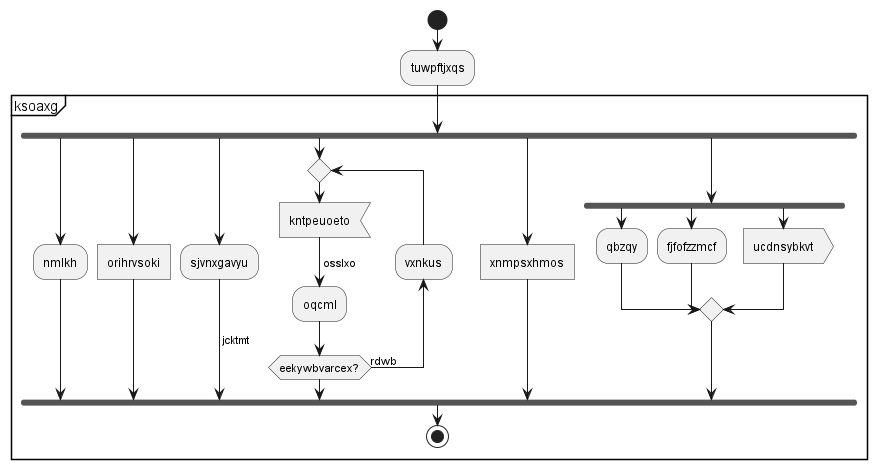 tuwpftjxqs
ksoaxg
nmlkh
orihrvsoki
sjvnxgavyu
jcktmt
kntpeuoeto
osslxo
oqcml
eekywbvarcex?
rdwb
vxnkus
xnmpsxhmos
qbzqy
fjfofzzmcf
ucdnsybkvt